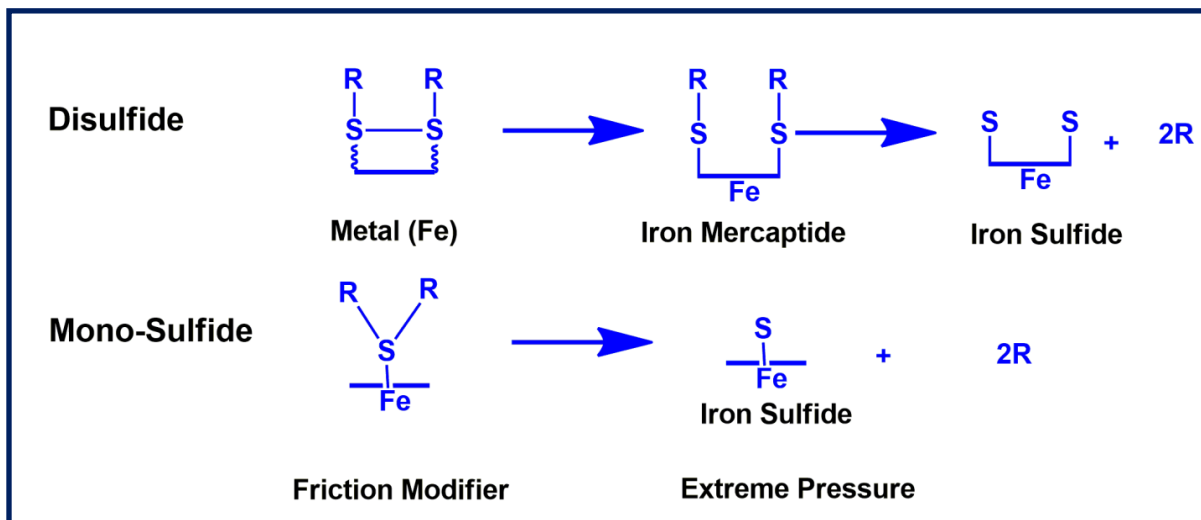 R R R R
Disulfide S S S S S S + 2R
Fe Fe
Metal (Fe) Iron Mercaptide Iron Sulfide
R R
Mono-Sulfide S S + 2R
Fe Fe
Iron Sulfide
Friction Modifier Extreme Pressure